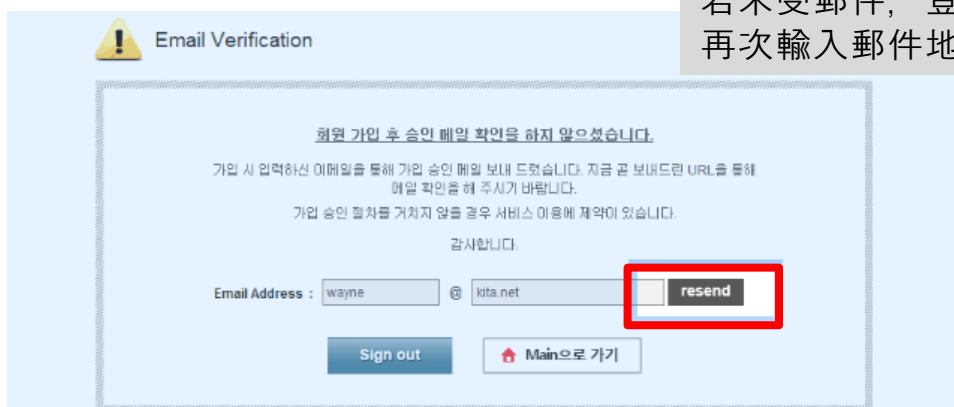 若未受郵件, 登
再次輸入郵件地
Email Verification
회원 가입 후 승인 메일 확인을 하지 않으셨습니다.
가입 시 입력하신 이메일을 통해 가입 승인 메일 보내 드렸습니다. 지금 곧 보내드린 URL을 통해
메일 확인을 해 주시기 바랍니다.
가입 승인 절차를 거치지 않을 경우 서비스 이용에 제약이 있습니다.
감사합니다.
Email Address : wayne @ kita.net resend
Sign out Main으로 가기